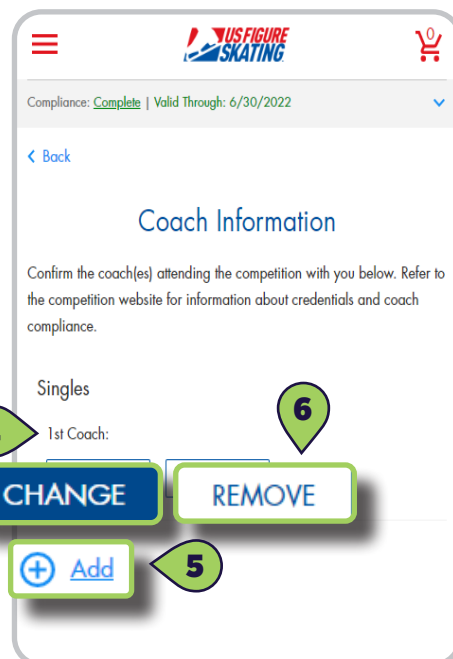 US FIGURE
SKATING
0
Compliance: Complete | Valid Through: 6/30/2022
Back
Coach Information
Confirm the coach(es) attending the competition with you below. Refer to
the competition website for information about credentials and coach
compliance.
Singles
6
1st Coach:
CHANGE REMOVE
Add 5